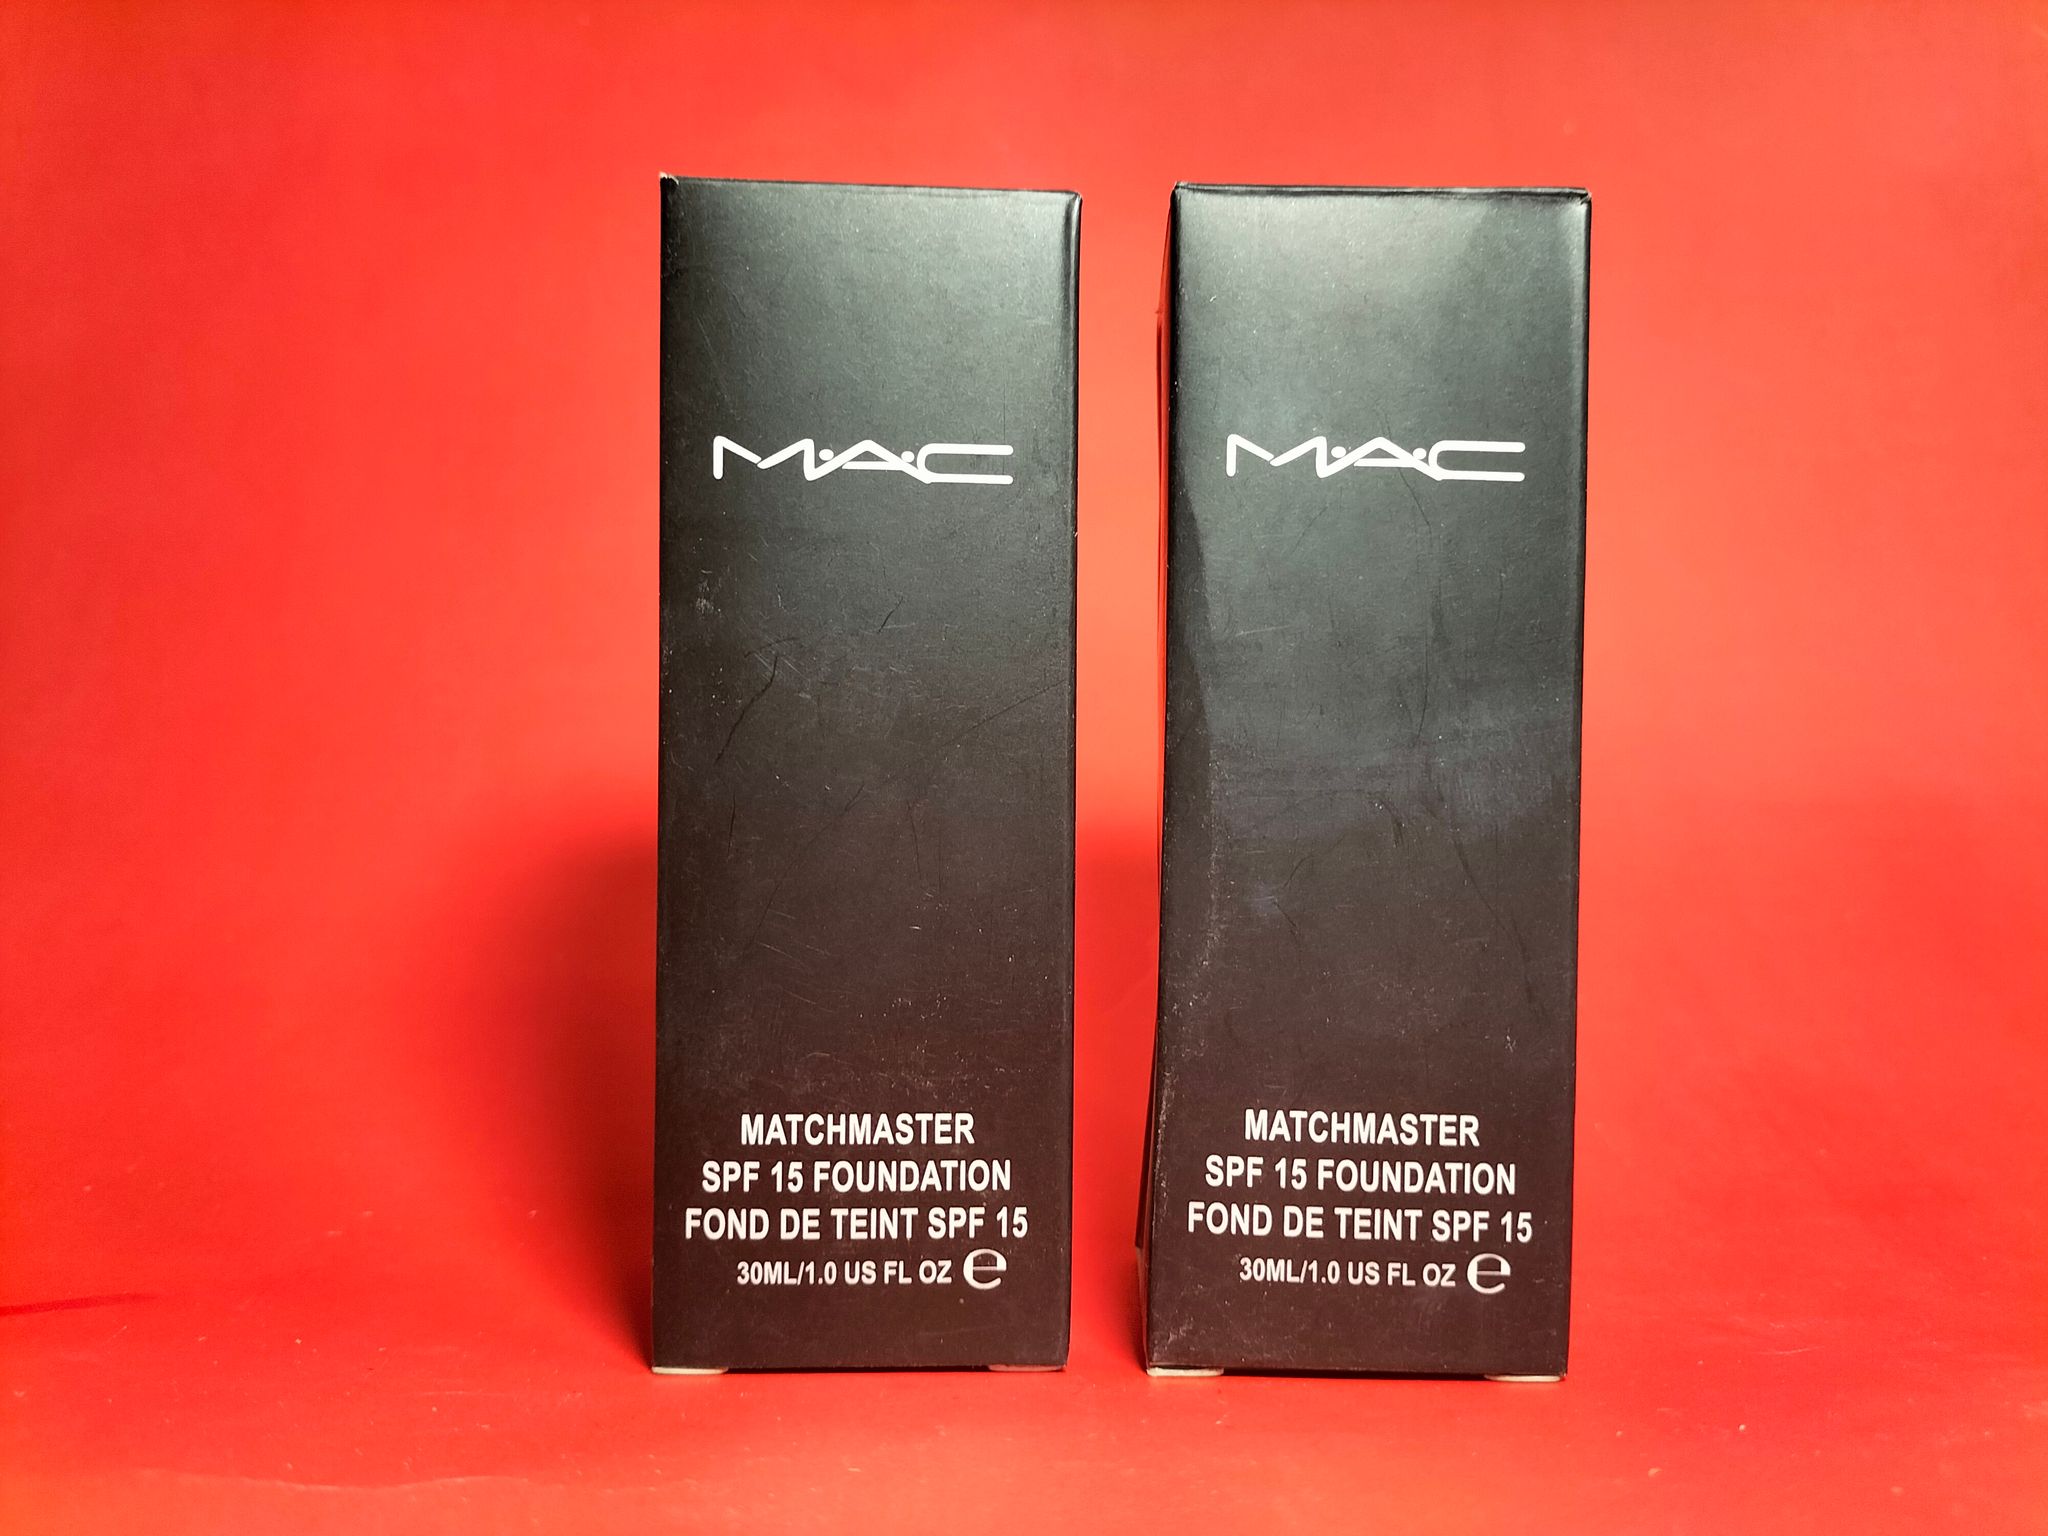 M·A·C
MATCHMASTER
SPF 15 FOUNDATION
FOND DE TEINT SPF 15
30ML/1.0 US FL OZ e
M·A·C
MATCHMASTER
SPF 15 FOUNDATION
FOND DE TEINT SPF 15
30ML/1.0 US FL OZ e